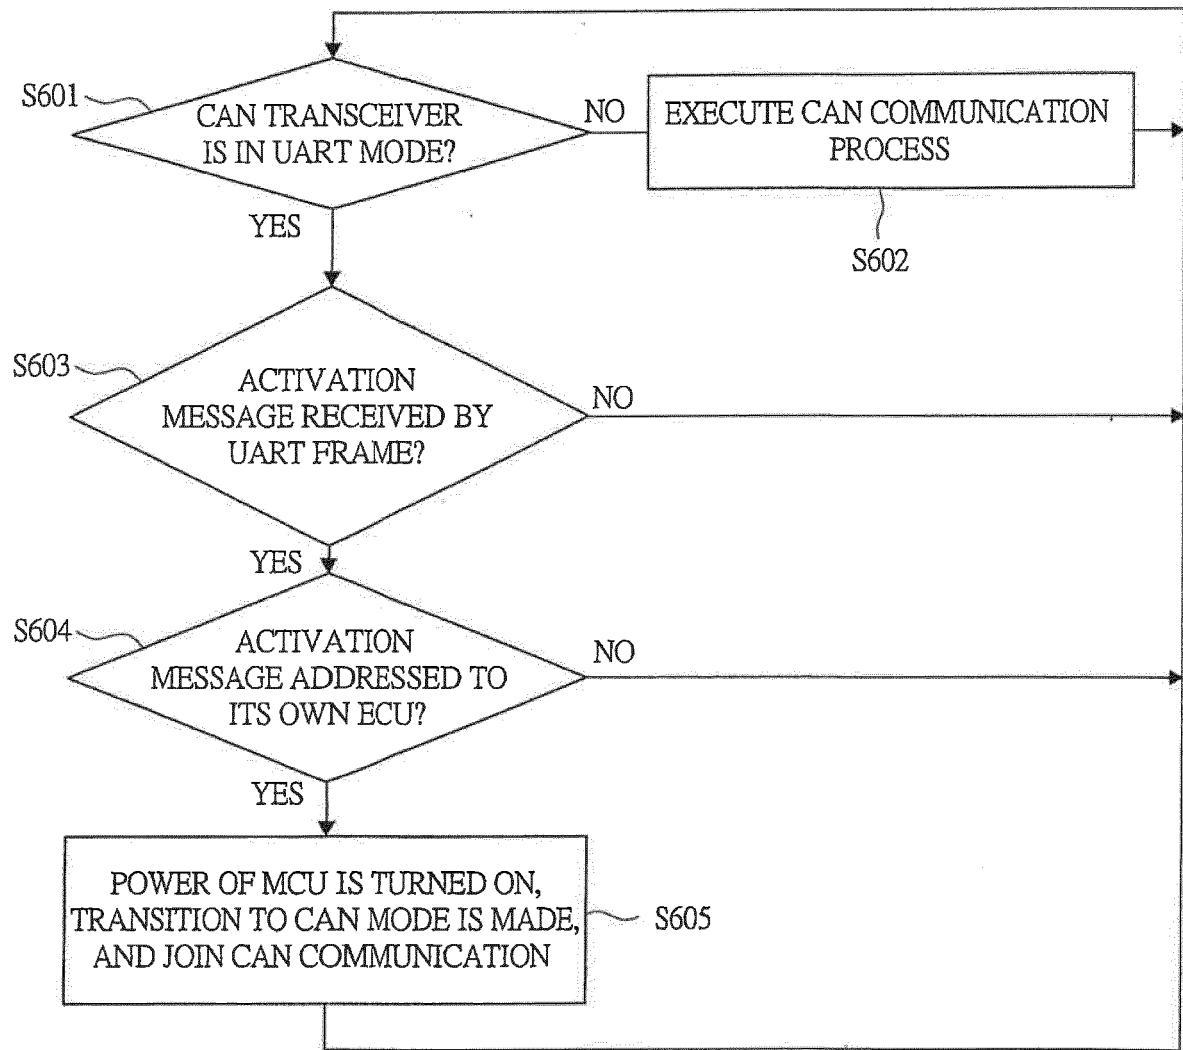 S601
CAN TRANSCEIVER
IS IN UART MODE?
NO
EXECUTE CAN COMMUNICATION
PROCESS
S602
YES
S603
ACTIVATION
MESSAGE RECEIVED BY
UART FRAME?
NO
YES
S604
ACTIVATION
MESSAGE ADDRESSED TO
ITS OWN ECU?
NO
YES
POWER OF MCU IS TURNED ON,
TRANSITION TO CAN MODE IS MADE,
AND JOIN CAN COMMUNICATION
S605